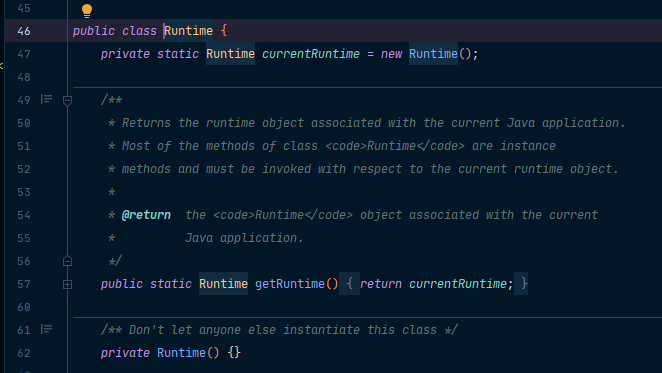 45
46 public class Runtime {
47 private static Runtime currentRuntime = new Runtime();
48
49 /**
50 * Returns the runtime object associated with the current Java application.
51 * Most of the methods of class <code>Runtime</code> are instance
52 * methods and must be invoked with respect to the current runtime object.
53 *
54 * @return the <code>Runtime</code> object associated with the current
55 * Java application.
56 */
57 public static Runtime getRuntime() { return currentRuntime; }
60
61 /** Don't let anyone else instantiate this class */
62 private Runtime() {}